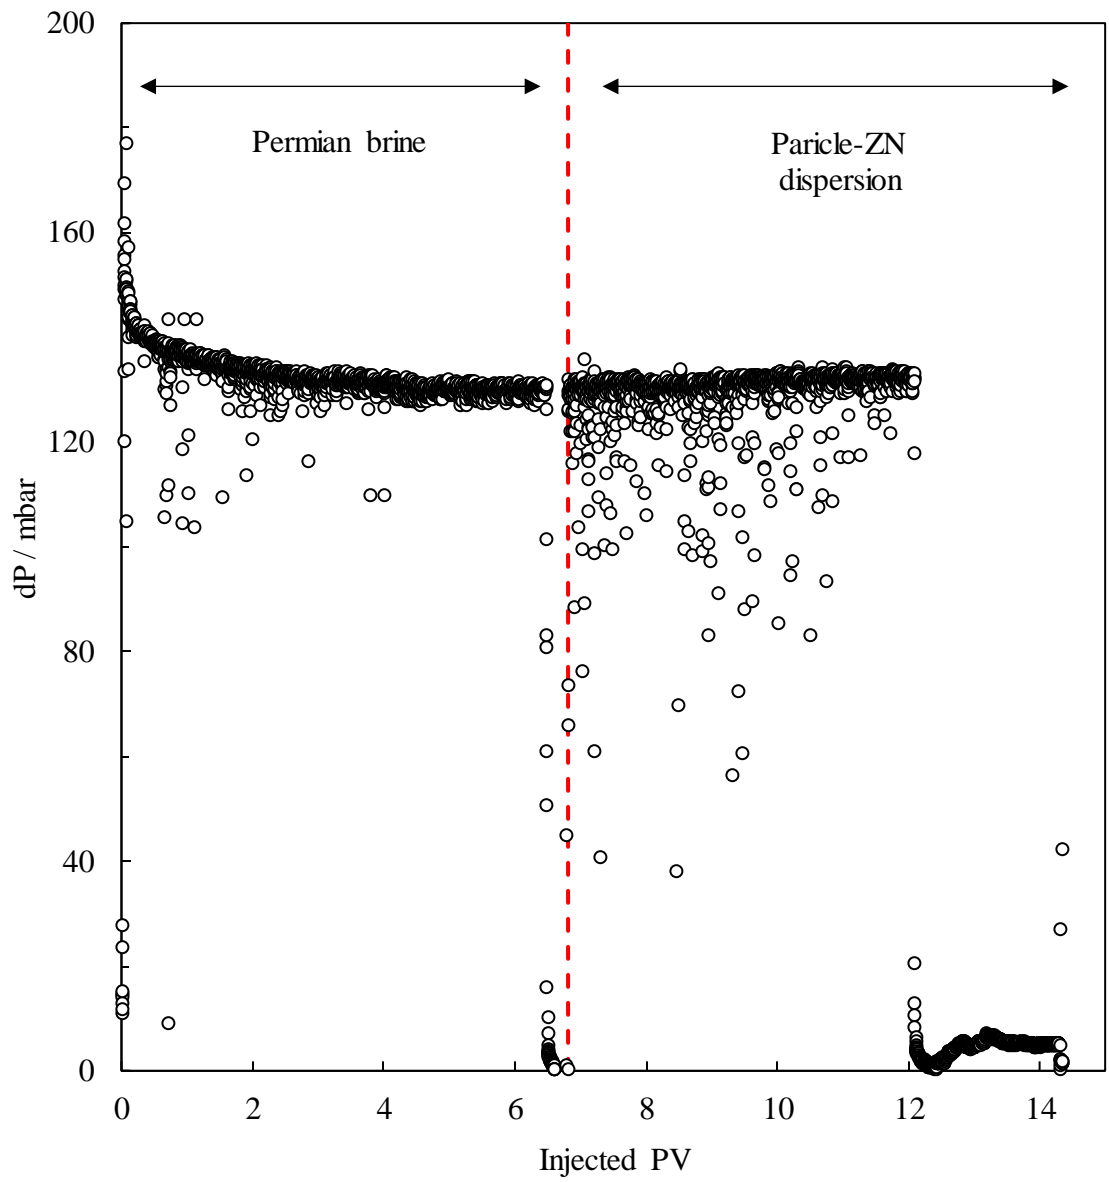 200
160
120
80
40
0
dP / mbar
Permian brine
Paricle-ZN
dispersion
0 2 4 6 8 10 12 14
Injected PV